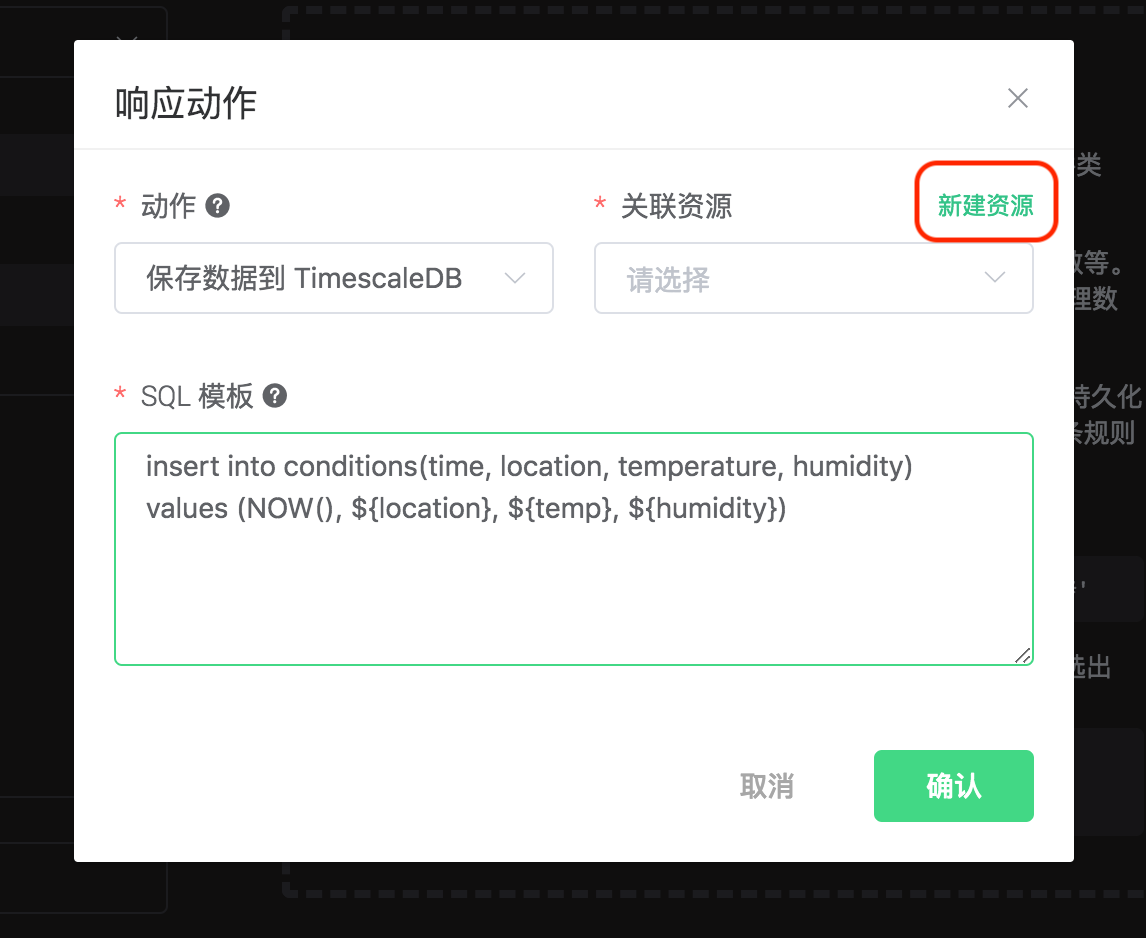 响应动作
类
* 动作 ?
* 关联资源
新建资源
保存数据到 TimescaleDB
请选择
数等。
理数
* SQL 模板 ?
持久化
条规则
insert into conditions(time, location, temperature, humidity)
values (NOW(), ${location}, ${temp}, ${humidity})
选出
取消
确认